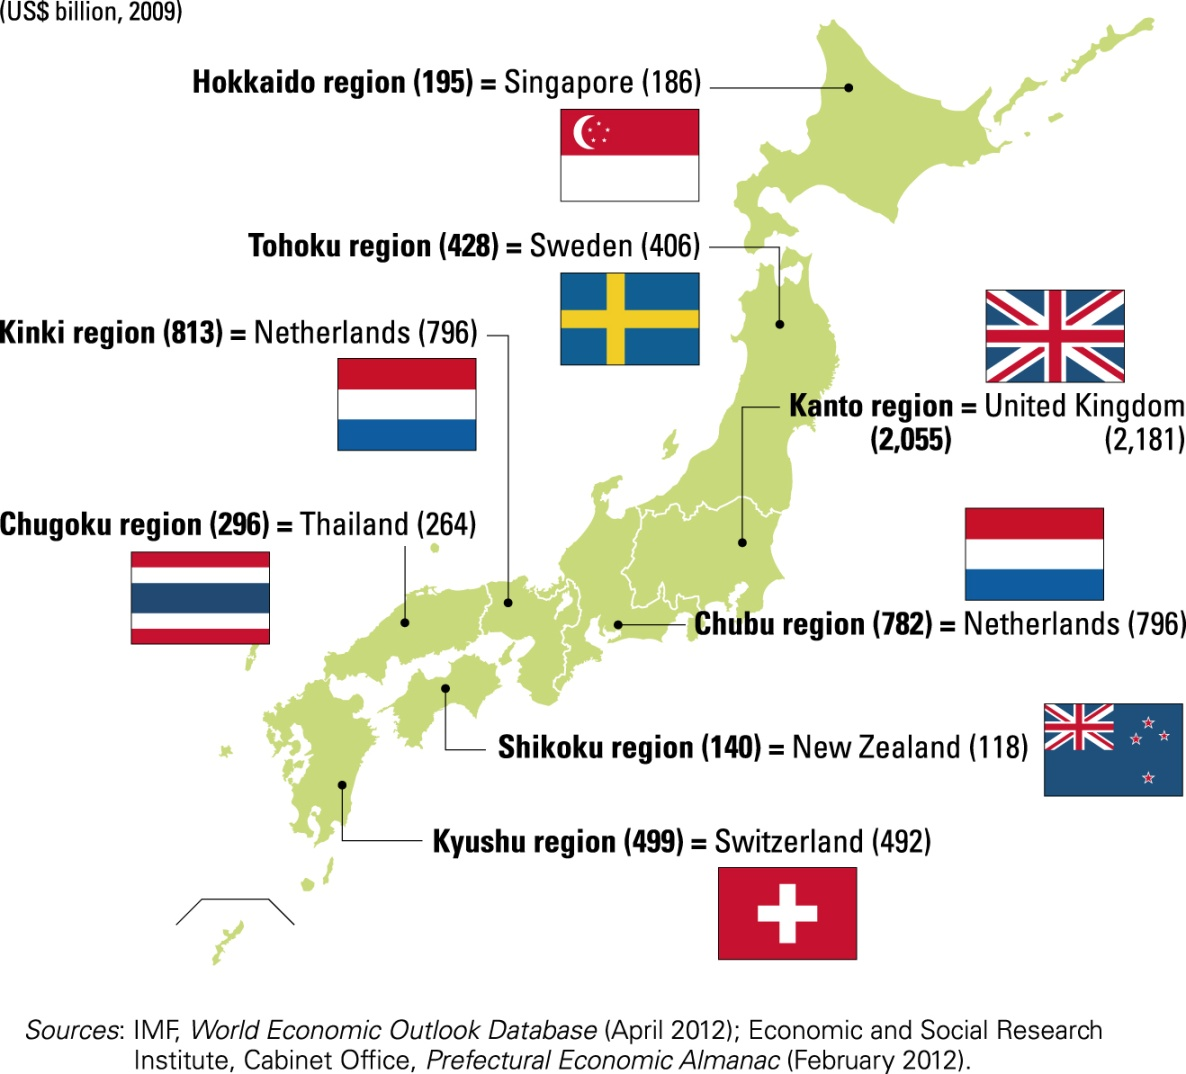 (US$ billion, 2009)
Hokkaido region (195) = Singapore (186)
Tohoku region (428) = Sweden (406)
Kinki region (813) = Netherlands (796)
Kanto region = United Kingdom
(2,055) (2,181)
Chugoku region (296) = Thailand (264)
Chubu region (782) = Netherlands (796)
Shikoku region (140) = New Zealand (118)
Kyushu region (499) = Switzerland (492)
Sources: IMF, World Economic Outlook Database (April 2012); Economic and Social Research
Institute, Cabinet Office, Prefectural Economic Almanac (February 2012).